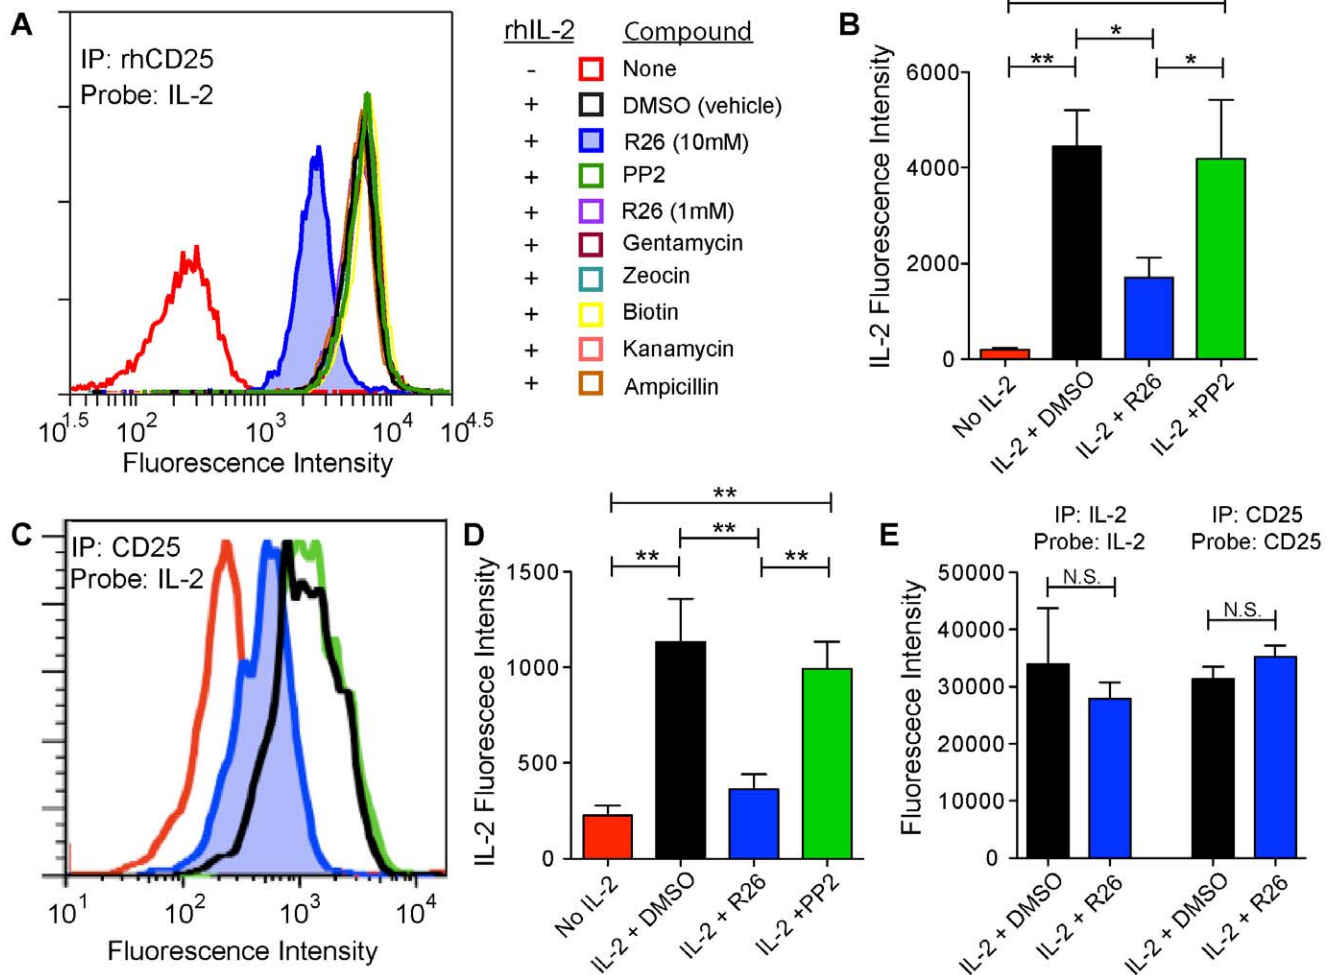 A
IP: rhCD25
Probe: IL-2
10^1.5 10^2 10^3 10^4 10^4.5
Fluorescence Intensity
rhIL-2 Compound
- None
+ DMSO (vehicle)
+ R26 (10mM)
+ PP2
+ R26 (1mM)
+ Gentamycin
+ Zeocin
+ Biotin
+ Kanamycin
+ Ampicillin
B
*
** *
IL-2 Fluorescence Intensity
6000
4000
2000
0
No IL-2
IL-2 + DMSO
IL-2 + R26
IL-2 +PP2
C
IP: CD25
Probe: IL-2
10^1 10^2 10^3 10^4
Fluorescence Intensity
D
**
**
** **
IL-2 Fluorescece Intensity
1500
1000
500
0
No IL-2
IL-2 + DMSO
IL-2 + R26
IL-2 +PP2
E
IP: IL-2
Probe: IL-2
IP: CD25
Probe: CD25
N.S.
N.S.
Fluorescece Intensity
50000
40000
30000
20000
10000
0
IL-2 + DMSO
IL-2 + R26
IL-2 + DMSO
IL-2 + R26